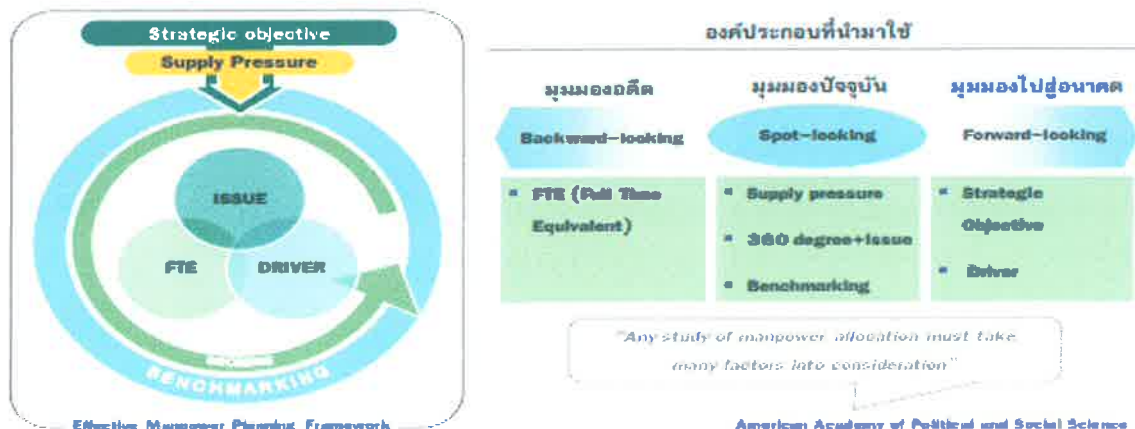 Strategic objective
Supply Pressure
ISSUE
FTE
DRIVER
BENCHMARKING
Effective Manpower Planning Framework
องค์ประกอบที่นำมาใช้
มุมมองอดีต
มุมมองปัจจุบัน
มุมมองไปสู่อนาคต
Backward-looking
Spot-looking
Forward-looking
FTE (Full Time
Equivalent)
Supply pressure
360 degree+Issue
Benchmarking
Strategic
Objective
Driver
"Any study of manpower allocation must take
many factors into consideration"
American Academy of Political and Social Science